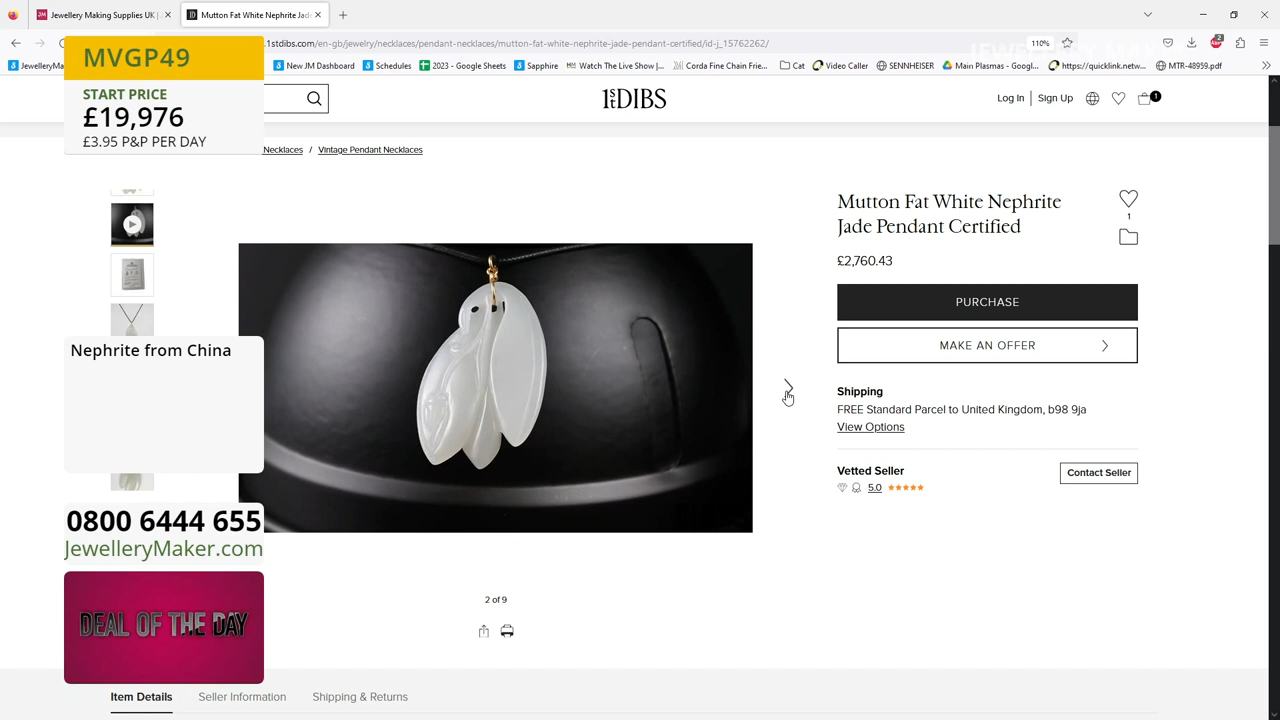 Jewellery Making Supplies UK |
Mutton Fat White Nephrite Jade
1stdibs.com/en-gb/jewelry/necklaces/pendant-necklaces/mutton-fat-white-nephrite-jade-pendant-certified/id-j_15762262/
110%
2
JewelleryMa
New JM Dashboard
Schedules
2023 - Google Sheets
Sapphire
Watch The Live Show |...
Corda Fine Chain Frie...
Cat
Video Caller
SENNHEISER
Main Plasmas - Googl...
https://quicklink.netw...
MTR-48959.pdf
MVGP49
START PRICE
£19,976
£3.95 P&P PER DAY
1stDIBS
Log In
Sign Up
1
Necklaces / Vintage Pendant Necklaces
Mutton Fat White Nephrite
Jade Pendant Certified
1
£2,760.43
PURCHASE
MAKE AN OFFER
Shipping
FREE Standard Parcel to United Kingdom, b98 9ja
View Options
Vetted Seller
5.0
Contact Seller
Nephrite from China
0800 6444 655
JewelleryMaker.com
DEAL OF THE DAY
2 of 9
Item Details
Seller Information
Shipping & Returns